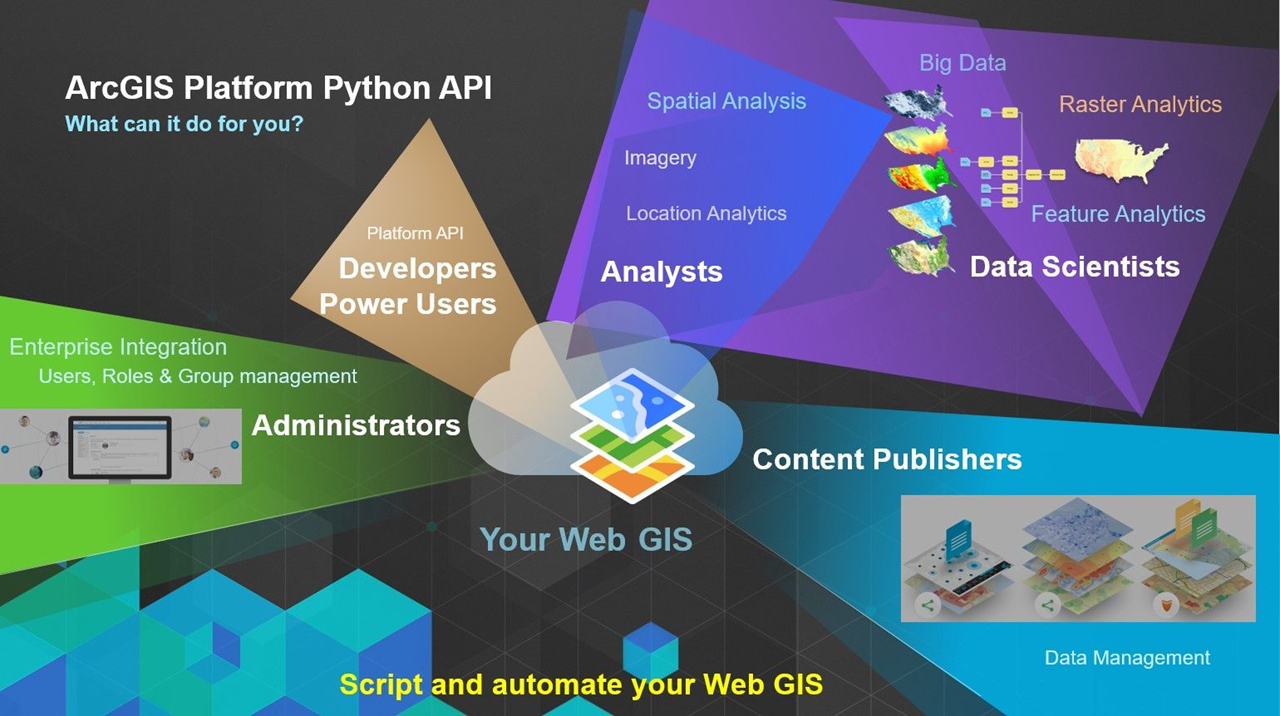 ArcGIS Platform Python API
What can it do for you?
Platform API
Developers
Power Users
Spatial Analysis
Imagery
Location Analytics
Analysts
Big Data
Raster Analytics
Feature Analytics
Data Scientists
Enterprise Integration
Users, Roles & Group management
Administrators
Content Publishers
Data Management
Your Web GIS
Script and automate your Web GIS